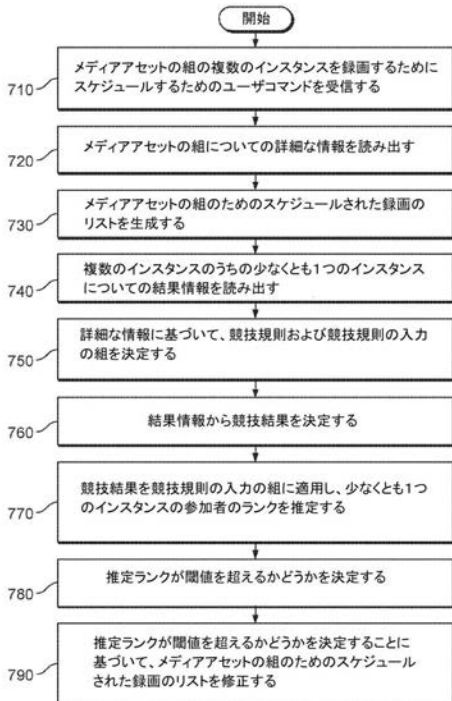 開始
710
メディアアセットの組の複数のインスタンスを録画するために
スケジュールするためのユーザコマンドを受信する
720
メディアアセットの組についての詳細な情報を読み出す
730
メディアアセットの組のためのスケジュールされた録画の
リストを生成する
740
複数のインスタンスのうちの少なくとも1つのインスタンス
についての結果情報を読み出す
750
詳細な情報に基づいて、競技規則および競技規則の入力
の組を決定する
760
結果情報から競技結果を決定する
770
競技結果を競技規則の入力の組に適用し、少なくとも1つ
のインスタンスの参加者のランクを推定する
780
推定ランクが閾値を超えるかどうかを決定する
790
推定ランクが閾値を超えるかどうかを決定することに
基づいて、メディアアセットの組のためのスケジュール
された録画のリストを修正する